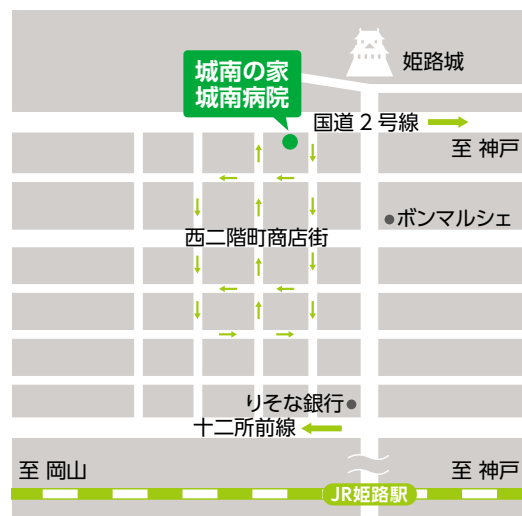 姫路城
城南の家
城南病院
国道2号線
至 神戸
ボンマルシェ
西二階町商店街
りそな銀行
十二所前線
至 岡山
至 神戸
JR姫路駅